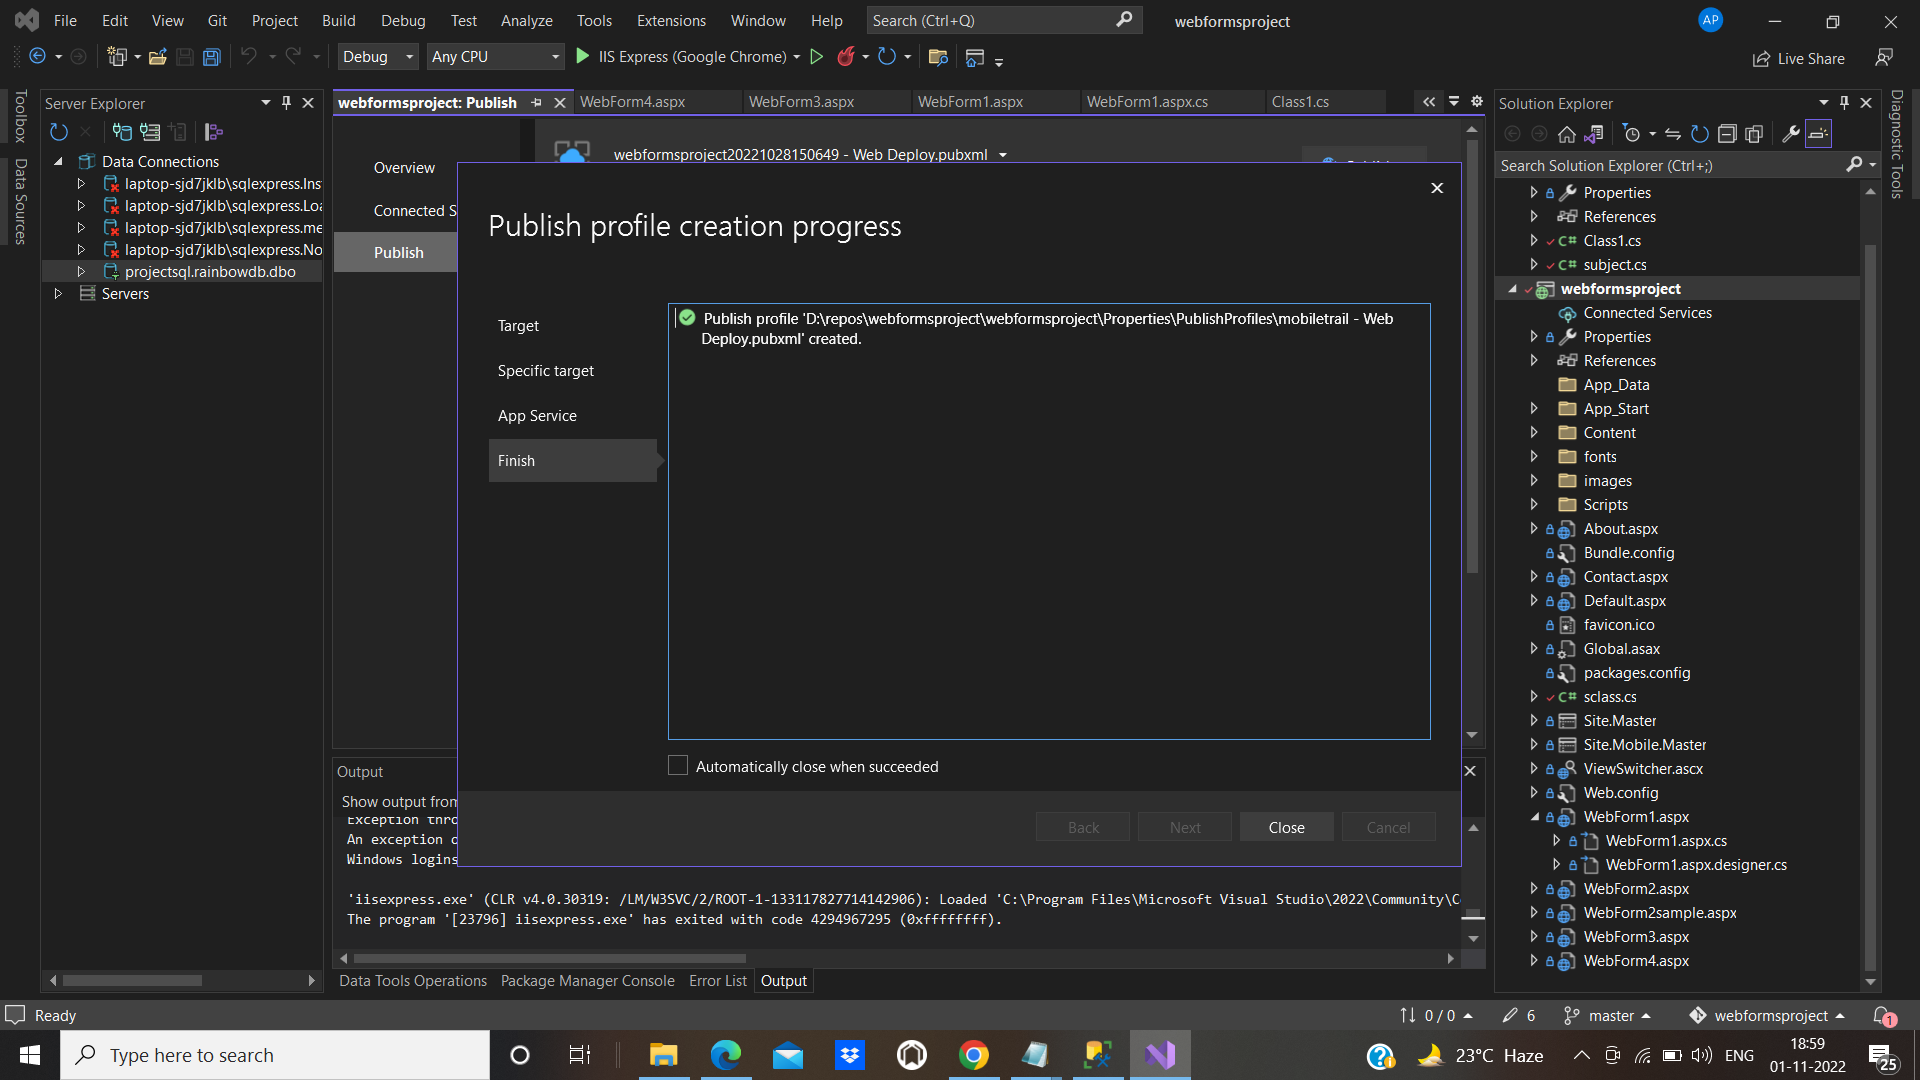 File Edit View Git Project Build Debug Test Analyze Tools Extensions Window Help Search (Ctrl+Q) webformsproject AP
Debug Any CPU IIS Express (Google Chrome) Live Share
Toolbox
Data Sources
Server Explorer
Data Connections
laptop-sjd7jklb\sqlexpress.Ins
laptop-sjd7jklb\sqlexpress.Loa
laptop-sjd7jklb\sqlexpress.me
laptop-sjd7jklb\sqlexpress.No
projectsql.rainbowdb.dbo
Servers
webformsproject: Publish WebForm4.aspx WebForm3.aspx WebForm1.aspx WebForm1.aspx.cs Class1.cs
Overview
Connected S
Publish
webformsproject20221028150649 - Web Deploy.pubxml
Publish profile creation progress
Target
Specific target
App Service
Finish
Publish profile 'D:\repos\webformsproject\webformsproject\Properties\PublishProfiles\mobiletrail - Web
Deploy.pubxml' created.
Automatically close when succeeded
Back Next Close Cancel
Output
Show output from
Exception thro
An exception o
Windows logins
'iisexpress.exe' (CLR v4.0.30319: /LM/W3SVC/2/ROOT-1-133117827714142906): Loaded 'C:\Program Files\Microsoft Visual Studio\2022\Community\C
The program '[23796] iisexpress.exe' has exited with code 4294967295 (0xffffffff).
Data Tools Operations Package Manager Console Error List Output
Solution Explorer
Search Solution Explorer (Ctrl+;)
Properties
References
C# Class1.cs
C# subject.cs
webformsproject
Connected Services
Properties
References
App_Data
App_Start
Content
fonts
images
Scripts
About.aspx
Bundle.config
Contact.aspx
Default.aspx
favicon.ico
Global.asax
packages.config
C# sclass.cs
Site.Master
Site.Mobile.Master
ViewSwitcher.ascx
Web.config
WebForm1.aspx
WebForm1.aspx.cs
WebForm1.aspx.designer.cs
WebForm2.aspx
WebForm2sample.aspx
WebForm3.aspx
WebForm4.aspx
Diagnostic Tools
Ready 0 / 0 6 master webformsproject 1
Type here to search 23°C Haze ENG 18:59
01-11-2022 25